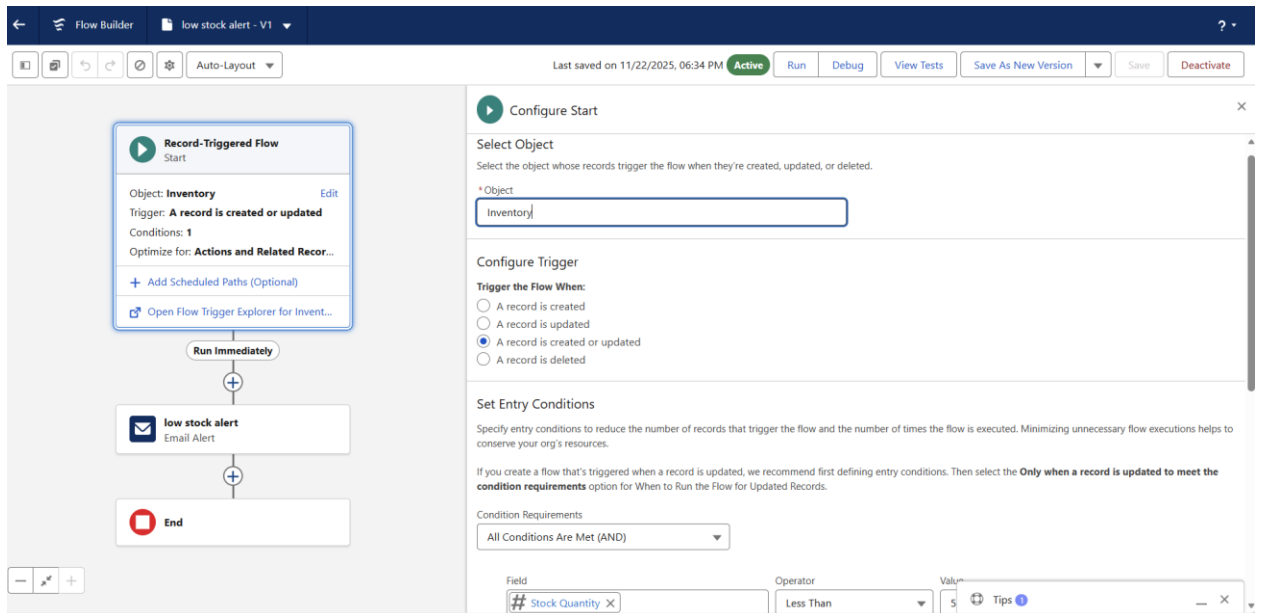 Flow Builder
low stock alert - V1
?
Auto-Layout
Last saved on 11/22/2025, 06:34 PM
Active
Run
Debug
View Tests
Save As New Version
Save
Deactivate
Record-Triggered Flow
Start
Object: Inventory
Edit
Trigger: A record is created or updated
Conditions: 1
Optimize for: Actions and Related Recor...
+ Add Scheduled Paths (Optional)
Open Flow Trigger Explorer for Invent...
Run Immediately
low stock alert
Email Alert
End
Configure Start
Select Object
Select the object whose records trigger the flow when they're created, updated, or deleted.
*Object
Inventory
Configure Trigger
Trigger the Flow When:
A record is created
A record is updated
A record is created or updated
A record is deleted
Set Entry Conditions
Specify entry conditions to reduce the number of records that trigger the flow and the number of times the flow is executed. Minimizing unnecessary flow executions helps to
conserve your org's resources.
If you create a flow that's triggered when a record is updated, we recommend first defining entry conditions. Then select the Only when a record is updated to meet the
condition requirements option for When to Run the Flow for Updated Records.
Condition Requirements
All Conditions Are Met (AND)
Field
Operator
Value
# Stock Quantity
Less Than
5
Tips 1